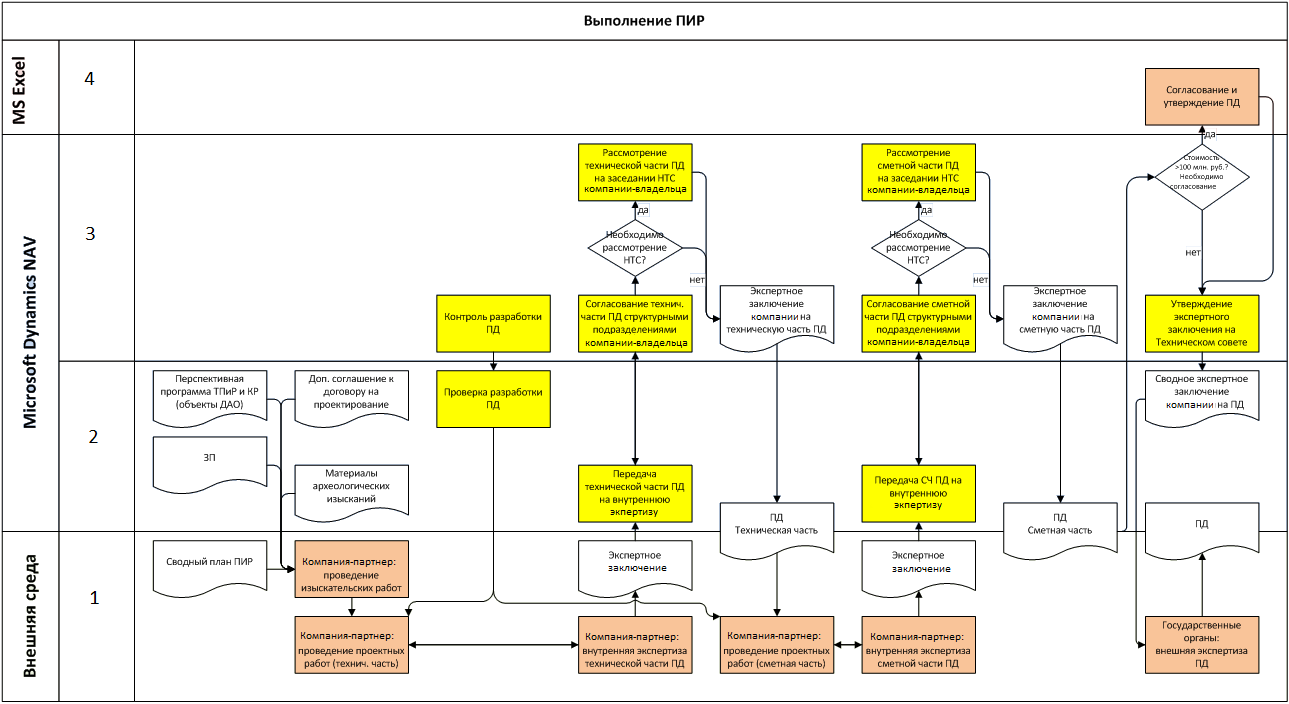 Выполнение ПИР
MS Excel
4
Согласование и
утверждение ПД
да
Microsoft Dynamics NAV
3
Рассмотрение
технической части ПД
на заседании НТС
компании-владельца
да
Необходимо
рассмотрение
НТС?
нет
Рассмотрение
сметной части ПД
на заседании НТС
компании-владельца
да
Необходимо
рассмотрение
НТС?
нет
Стоимость
>100 млн. руб.?
Необходимо
согласование
нет
Контроль разработки
ПД
Согласование технич.
части ПД структурными
подразделениями
компании-владельца
Экспертное
заключение
компании на
техническую часть ПД
Согласование сметной
части ПД структурными
подразделениями
компании-владельца
Экспертное
заключение
компании на
сметную часть ПД
Утверждение
экспертного
заключения на
Техническом совете
2
Перспективная
программа ТПиР и КР
(объекты ДАО)
Доп. соглашение к
договору на
проектирование
Проверка разработки
ПД
Сводное экспертное
заключение
компании на ПД
ЗП
Материалы
археологических
изысканий
Передача
технической части ПД
на внутреннюю
экпертизу
Передача СЧ ПД на
внутреннюю
экпертизу
ПД
Техническая часть
ПД
Сметная часть
ПД
Внешняя среда
1
Сводный план ПИР
Компания-партнер:
проведение
изыскательских работ
Экспертное
заключение
Экспертное
заключение
Компания-партнер:
проведение проектных
работ (технич. часть)
Компания-партнер:
внутренняя экспертиза
технической части ПД
Компания-партнер:
проведение проектных
работ (сметная часть)
Компания-партнер:
внутренняя экспертиза
сметной части ПД
Государственные
органы:
внешняя экспертиза
ПД